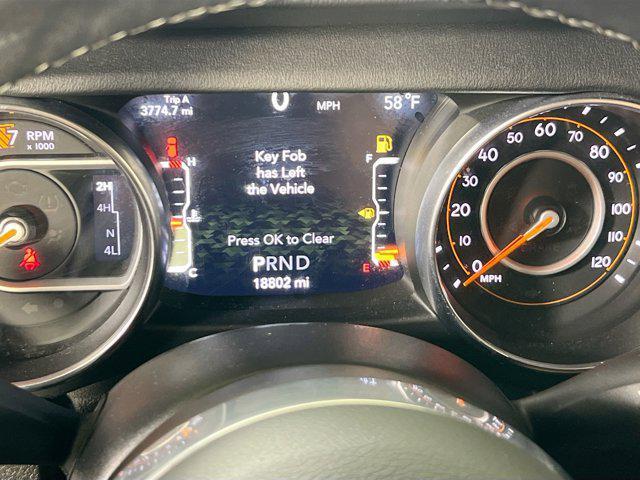 Trip A
3774.7 mi
0 MPH
58°F
7 RPM
x 1000
2H
4H
N
4L
H
C
Key Fob
has Left
the Vehicle
Press OK to Clear
PRND
18802 mi
F
E
0 10 20 30 40 50 60 70 80 90 100 110 120
MPH